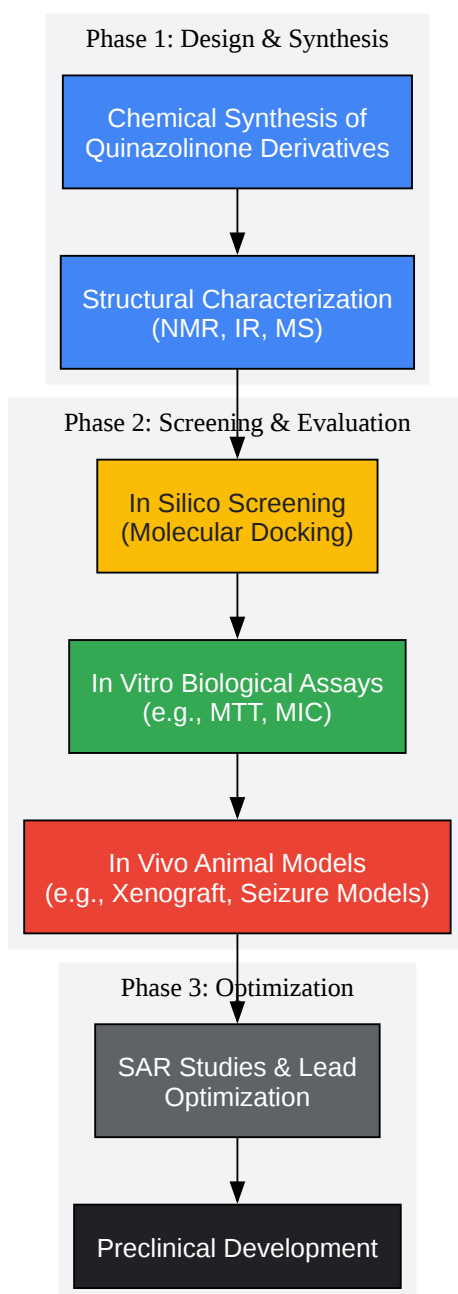 Phase 1: Design & Synthesis
Chemical Synthesis of
Quinazolinone Derivatives
Structural Characterization
(NMR, IR, MS)
Phase 2: Screening & Evaluation
In Silico Screening
(Molecular Docking)
In Vitro Biological Assays
(e.g., MTT, MIC)
In Vivo Animal Models
(e.g., Xenograft, Seizure Models)
Phase 3: Optimization
SAR Studies & Lead
Optimization
Preclinical Development